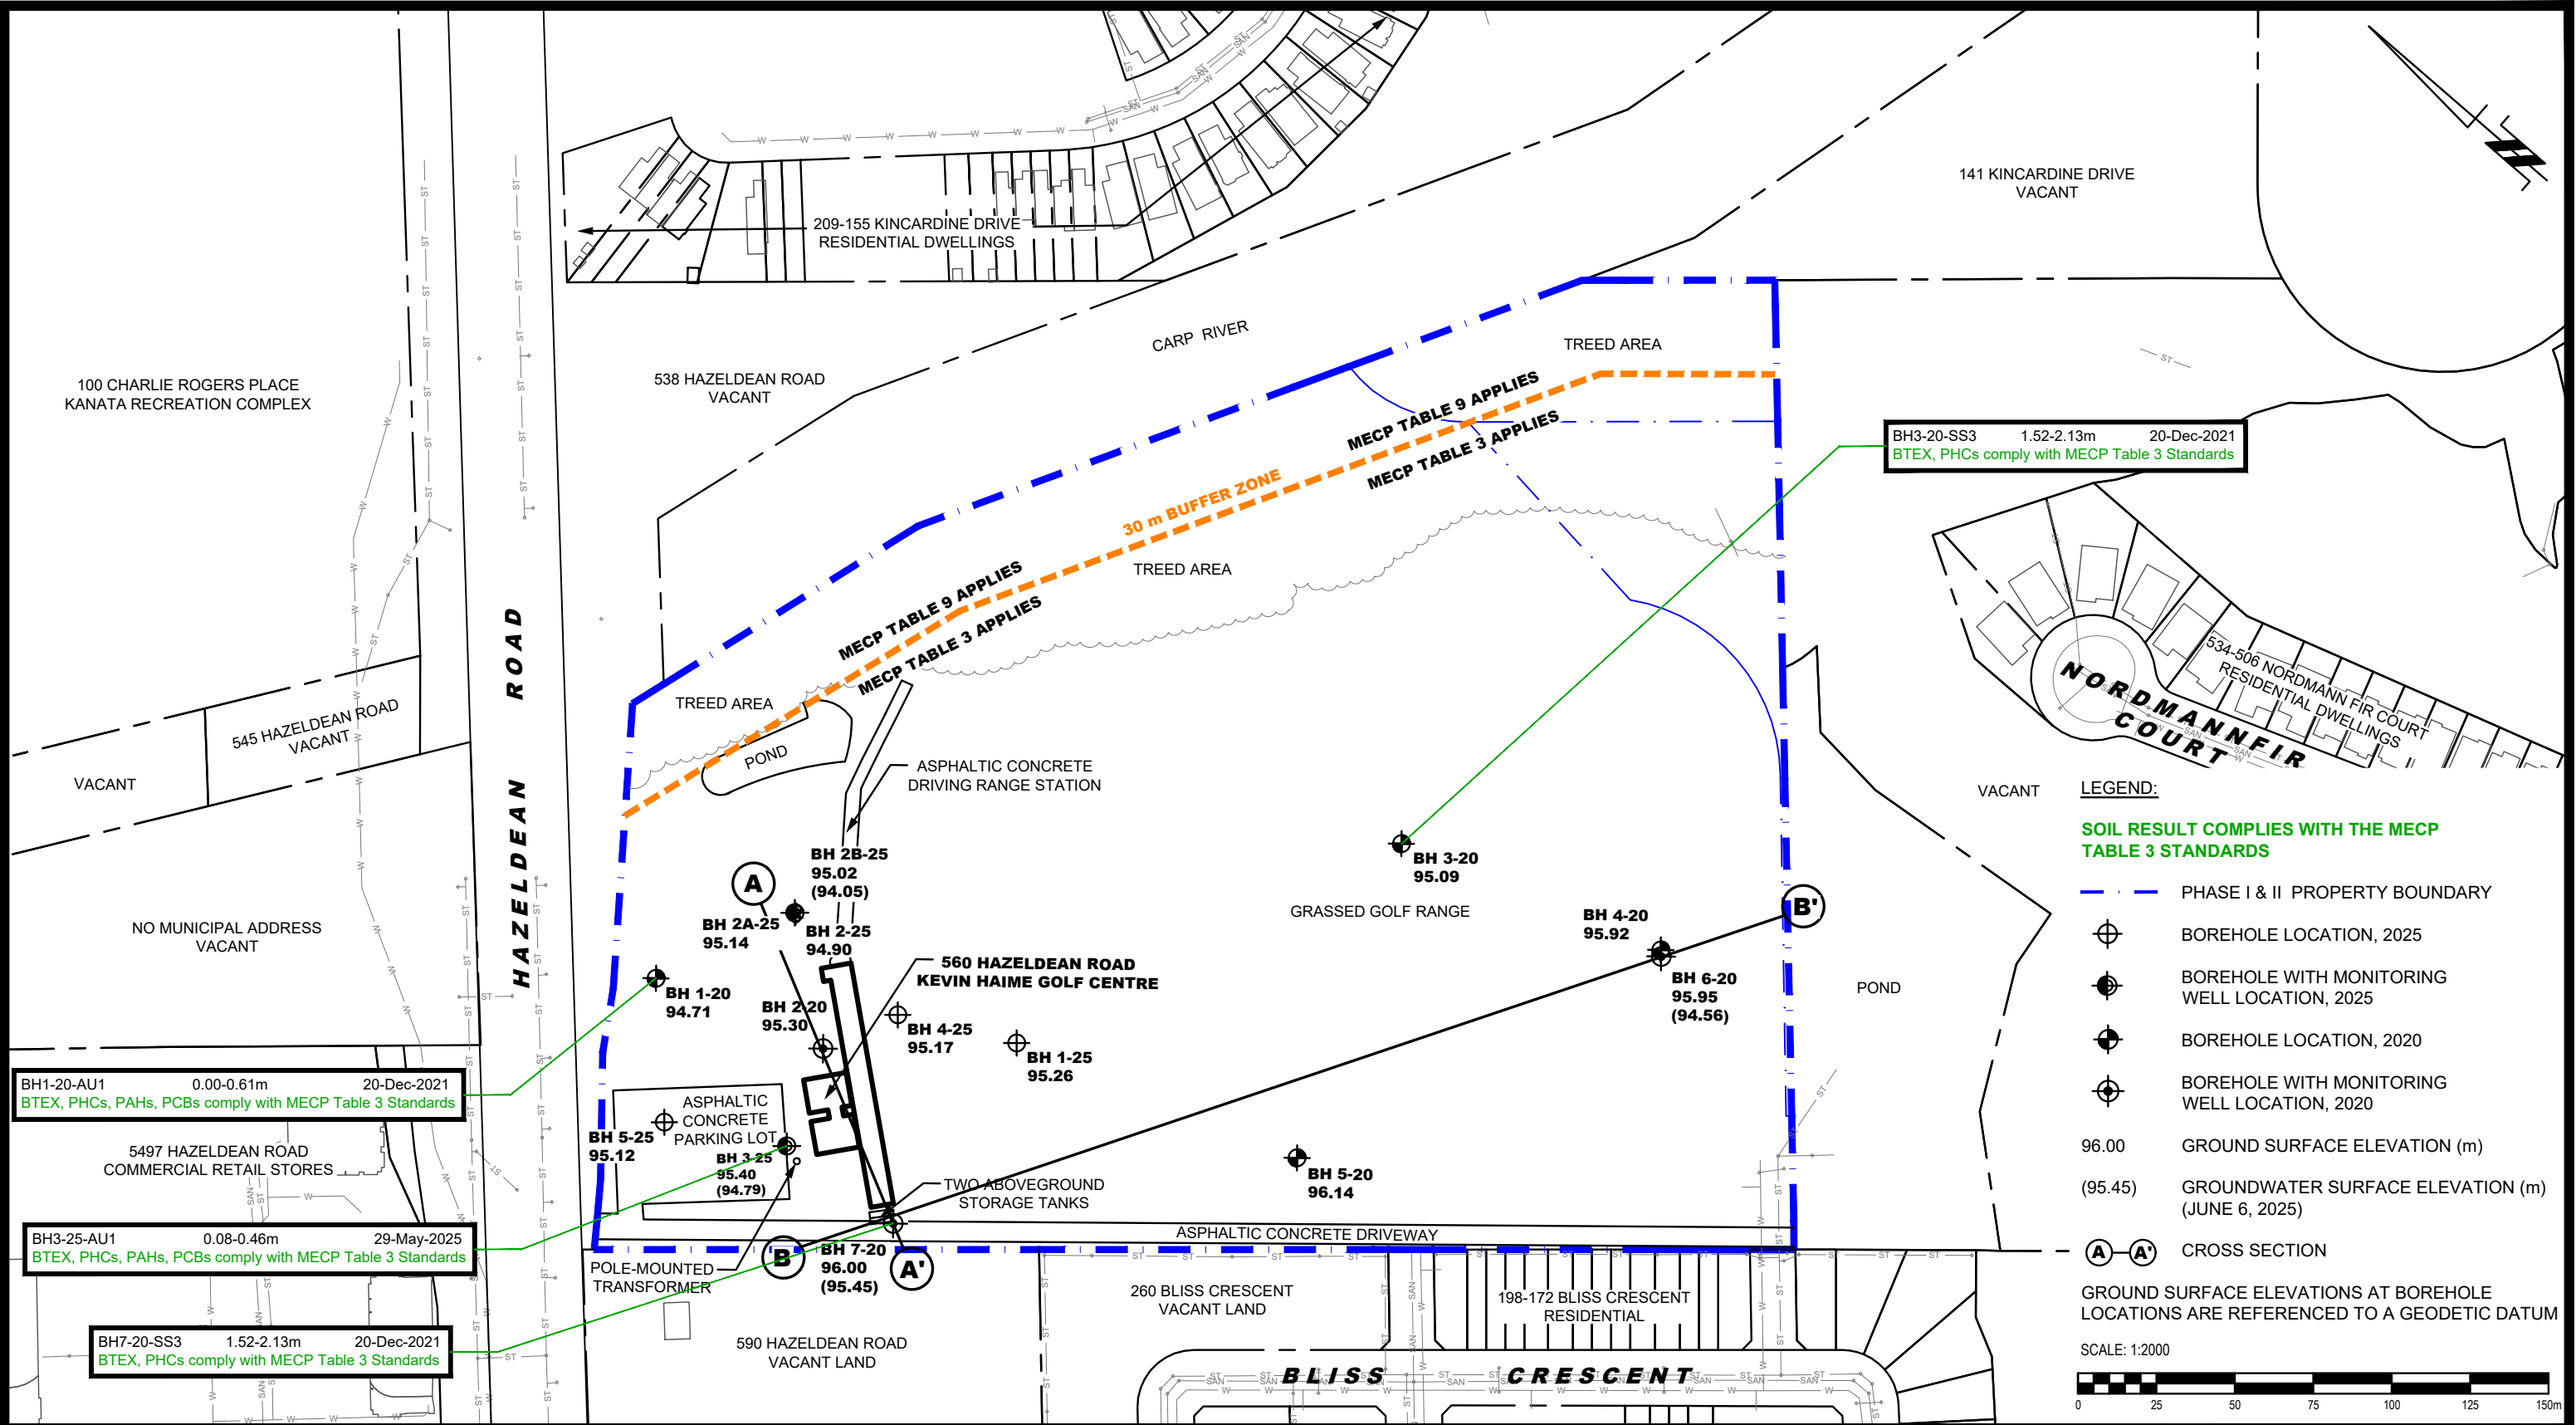 209-155 KINCARDINE DRIVE
RESIDENTIAL DWELLINGS
141 KINCARDINE DRIVE
VACANT
CARP RIVER
TREED AREA
538 HAZELDEAN ROAD
VACANT
100 CHARLIE ROGERS PLACE
KANATA RECREATION COMPLEX
MECP TABLE 9 APPLIES
MECP TABLE 3 APPLIES
30 m BUFFER ZONE
BH3-20-SS3 1.52-2.13m 20-Dec-2021
BTEX, PHCs comply with MECP Table 3 Standards
TREED AREA
MECP TABLE 9 APPLIES
MECP TABLE 3 APPLIES
TREED AREA
POND
HAZELDEAN ROAD
545 HAZELDEAN ROAD
VACANT
VACANT
NO MUNICIPAL ADDRESS
VACANT
534-506 NORDMANN FIR COURT
RESIDENTIAL DWELLINGS
NORDMANNFIR
COURT
VACANT
ASPHALTIC CONCRETE
DRIVING RANGE STATION
BH 2B-25
95.02
(94.05)
A
BH 2A-25
95.14
BH 2-25
94.90
BH 3-20
95.09
GRASSED GOLF RANGE
BH 4-20
95.92
B'
BH 6-20
95.95
(94.56)
POND
560 HAZELDEAN ROAD
KEVIN HAIME GOLF CENTRE
BH 1-20
94.71
BH 2-20
95.30
BH 4-25
95.17
BH 1-25
95.26
BH1-20-AU1 0.00-0.61m 20-Dec-2021
BTEX, PHCs, PAHs, PCBs comply with MECP Table 3 Standards
ASPHALTIC
CONCRETE
PARKING LOT
BH 5-25
95.12
BH 3-25
95.40
(94.79)
5497 HAZELDEAN ROAD
COMMERCIAL RETAIL STORES
BH 5-20
96.14
TWO ABOVEGROUND
STORAGE TANKS
ASPHALTIC CONCRETE DRIVEWAY
BH3-25-AU1 0.08-0.46m 29-May-2025
BTEX, PHCs, PAHs, PCBs comply with MECP Table 3 Standards
B
BH 7-20
96.00
(95.45)
A'
POLE-MOUNTED
TRANSFORMER
260 BLISS CRESCENT
VACANT LAND
198-172 BLISS CRESCENT
RESIDENTIAL
BH7-20-SS3 1.52-2.13m 20-Dec-2021
BTEX, PHCs comply with MECP Table 3 Standards
590 HAZELDEAN ROAD
VACANT LAND
BLISS CRESCENT
LEGEND:
SOIL RESULT COMPLIES WITH THE MECP
TABLE 3 STANDARDS
PHASE I & II PROPERTY BOUNDARY
BOREHOLE LOCATION, 2025
BOREHOLE WITH MONITORING
WELL LOCATION, 2025
BOREHOLE LOCATION, 2020
BOREHOLE WITH MONITORING
WELL LOCATION, 2020
96.00 GROUND SURFACE ELEVATION (m)
(95.45) GROUNDWATER SURFACE ELEVATION (m)
(JUNE 6, 2025)
A A' CROSS SECTION
GROUND SURFACE ELEVATIONS AT BOREHOLE
LOCATIONS ARE REFERENCED TO A GEODETIC DATUM
SCALE: 1:2000
0 25 50 75 100 125 150m